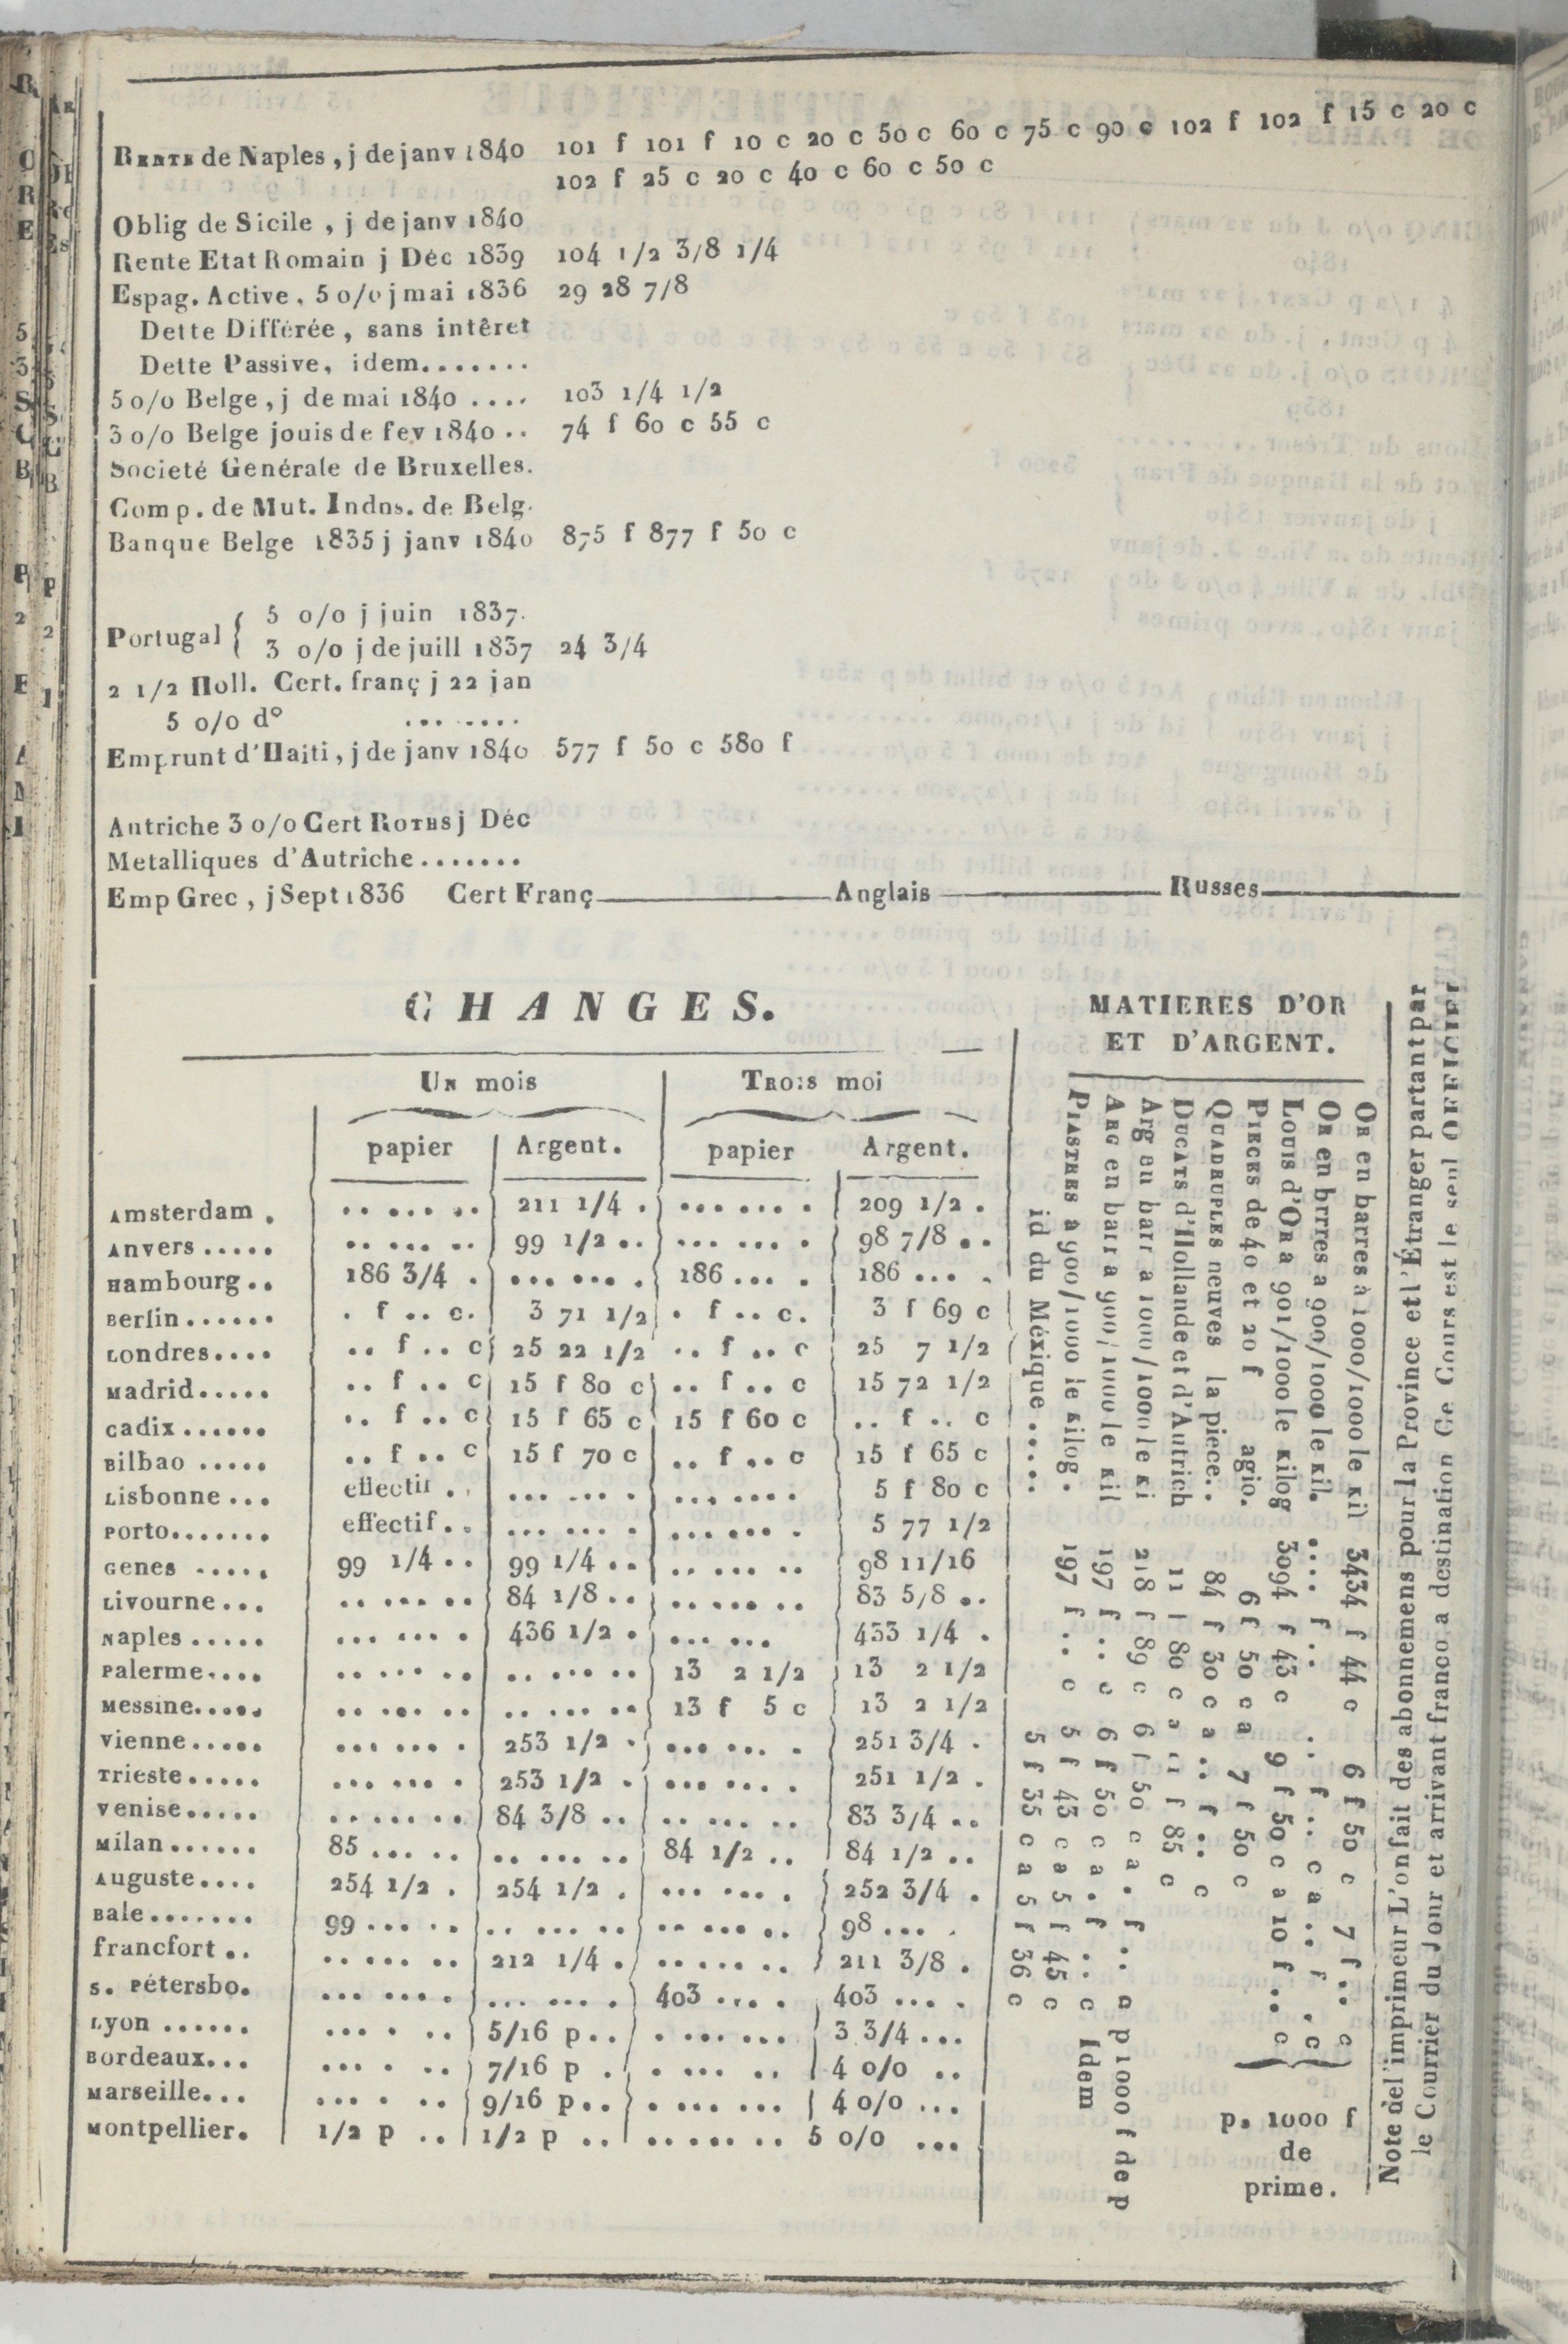 RENTE de Naples , j de janv 1840 101 f 101 f 10 c 20 c 50 c 60 c 75 c 90 c 102 f 102 f 15 c 20 c
102 f 25 c 20 c 40 c 60 c 50 c
Oblig de Sicile , j de janv 1840
Rente Etat Romain j Déc 1839 104 1/2 3/8 1/4
Espag. Active, 5 o/o j mai 1836 29 28 7/8
Dette Différée , sans intêret
Dette Passive, idem.......
5 o/o Belge , j de mai 1840 .... 103 1/4 1/2
3 o/o Belge jouis de fev 1840 .. 74 f 60 c 55 c
Societé Genérale de Bruxelles.
Comp. de Mut. Indns. de Belg.
Banque Belge 1835 j janv 1840 875 f 877 f 50 c
Portugal { 5 o/o j juin 1837.
3 o/o j de juill 1837 24 3/4
2 1/2 Holl. Cert. franç j 22 jan
5 o/o d° ... .....
Emprunt d'Haiti , j de janv 1840 577 f 50 c 580 f
Autriche 3 o/o Cert ROTHS j Déc
Metalliques d'Autriche.......
Emp Grec , j Sept 1836 Cert Franç Anglais Russes
CHANGES.
UN mois TROIS moi
papier Argent. papier Argent.
Amsterdam . .. ... .. 211 1/4 . ... ... . 209 1/2 .
Anvers ..... .. ... .. 99 1/2 .. ... ... . 98 7/8 ..
Hambourg .. 186 3/4 . ... ... . 186 ... . 186 ... .
Berlin ...... . f .. c. 3 71 1/2 . f .. c. 3 f 69 c
Londres.... .. f .. c 25 22 1/2 .. f .. c 25 7 1/2
Madrid..... .. f .. c 15 f 80 c .. f .. c 15 72 1/2
Cadix ...... .. f .. c 15 f 65 c 15 f 60 c .. f .. c
Bilbao ..... .. f .. c 15 f 70 c .. f .. c 15 f 65 c
Lisbonne ... effectif .. ... ... . ... .... 5 f 80 c
Porto....... effectif .. ... ... . ... ... . 5 77 1/2
Genes ..... 99 1/4 .. 99 1/4 .. .. ... .. 98 11/16
Livourne ... .. ... .. 84 1/8 .. .. ... .. 83 5/8 ..
Naples ..... ... ... . 436 1/2 . ... ... 433 1/4 .
Palerme.... .. ... .. .. ... .. 13 2 1/2 13 2 1/2
Messine..... .. ... .. .. ... .. 13 f 5 c 13 2 1/2
Vienne ..... ... ... . 253 1/2 . ... ... . 251 3/4 .
Trieste ..... ... ... . 253 1/2 . ... ... . 251 1/2 .
Venise ..... .. ... .. 84 3/8 .. .. ... .. 83 3/4 ..
Milan ...... 85 ... .. .. ... .. 84 1/2 .. 84 1/2 ..
Auguste.... 254 1/2 . 254 1/2 . ... ... . 252 3/4 .
Bale ....... 99 ... .. .. ... .. .. ... .. 98 ... .
francfort .. .. ... .. 212 1/4 . .. ... .. 211 3/8 .
S. Pétersbo. ... .... ... ... . 403 ... . 403 ... .
Lyon ...... ... . .. 5/16 p .. . ... ... 3 3/4 ...
Bordeaux... ... . .. 7/16 p . . ... .. 4 o/o ..
Marseille... ... . .. 9/16 p .. . ... ... 4 o/o ...
Montpellier. 1/2 p .. 1/2 p .. .. ... .. 5 o/o ...
MATIERES D'OR
ET D'ARGENT.
OR en barres à 1000/1000 le Kil 3434 f 44 c 6 f 50 c 7 f .. c
OR en brrres a 900/1000 le Kil. .... f .. .. f .. c a .. f . c
LOUIS d'OR a 901/1000 le Kilog 3094 f 43 c 9 f 50 c a 10 f .. c
PIECES de 40 et 20 f agio. 6 f 50 c a 7 f 50 c
QUADRUPLES neuves la piece.. 84 f 30 c a .. f .. c
DUCATS d'Hollande et d'Autrich 11 f 80 c a 11 f 85 c
Arg au barr a 1000/1000 le Ki 218 f 89 c 6 f 50 c a . f .. a p 1000 f de p
ARG en barr a 900/1000 le Kil 197 f .. c 6 f 50 c a . f .. c Idem
PIASTRES à 900/1000 le Kilog . 197 f .. c 5 f 43 c a 5 f 45 c
id du Méxique ..... 5 f 35 c a 5 f 36 c
p. 1000 f
de
prime.
Note del'imprimeur L'on fait des abonnemens pour la Province et l'Étranger partant par
le Courrier du Jour et arrivant franco a destination Ce Cours est le seul OFFICIEL